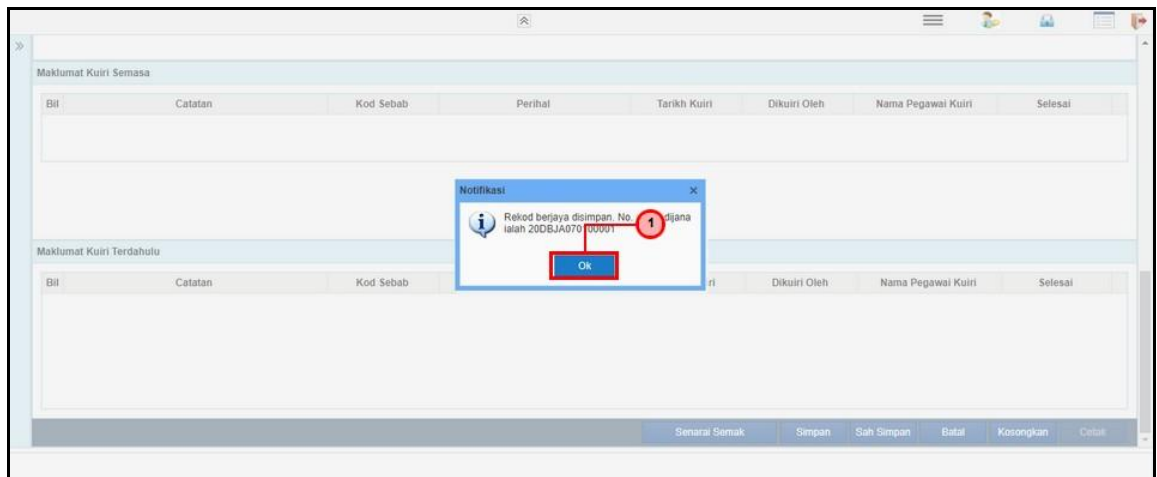 Maklumat Kuiri Semasa
Bil Catatan Kod Sebab Perihal Tarikh Kuiri Dikuiri Oleh Nama Pegawai Kuiri Selesai
Notifikasi
Rekod berjaya disimpan. No. dijana
ialah 20DBJA070100001
1
Ok
Maklumat Kuiri Terdahulu
Bil Catatan Kod Sebab ri Dikuiri Oleh Nama Pegawai Kuiri Selesai
Senarai Semak Simpan Sah Simpan Batal Kosongkan Cetak